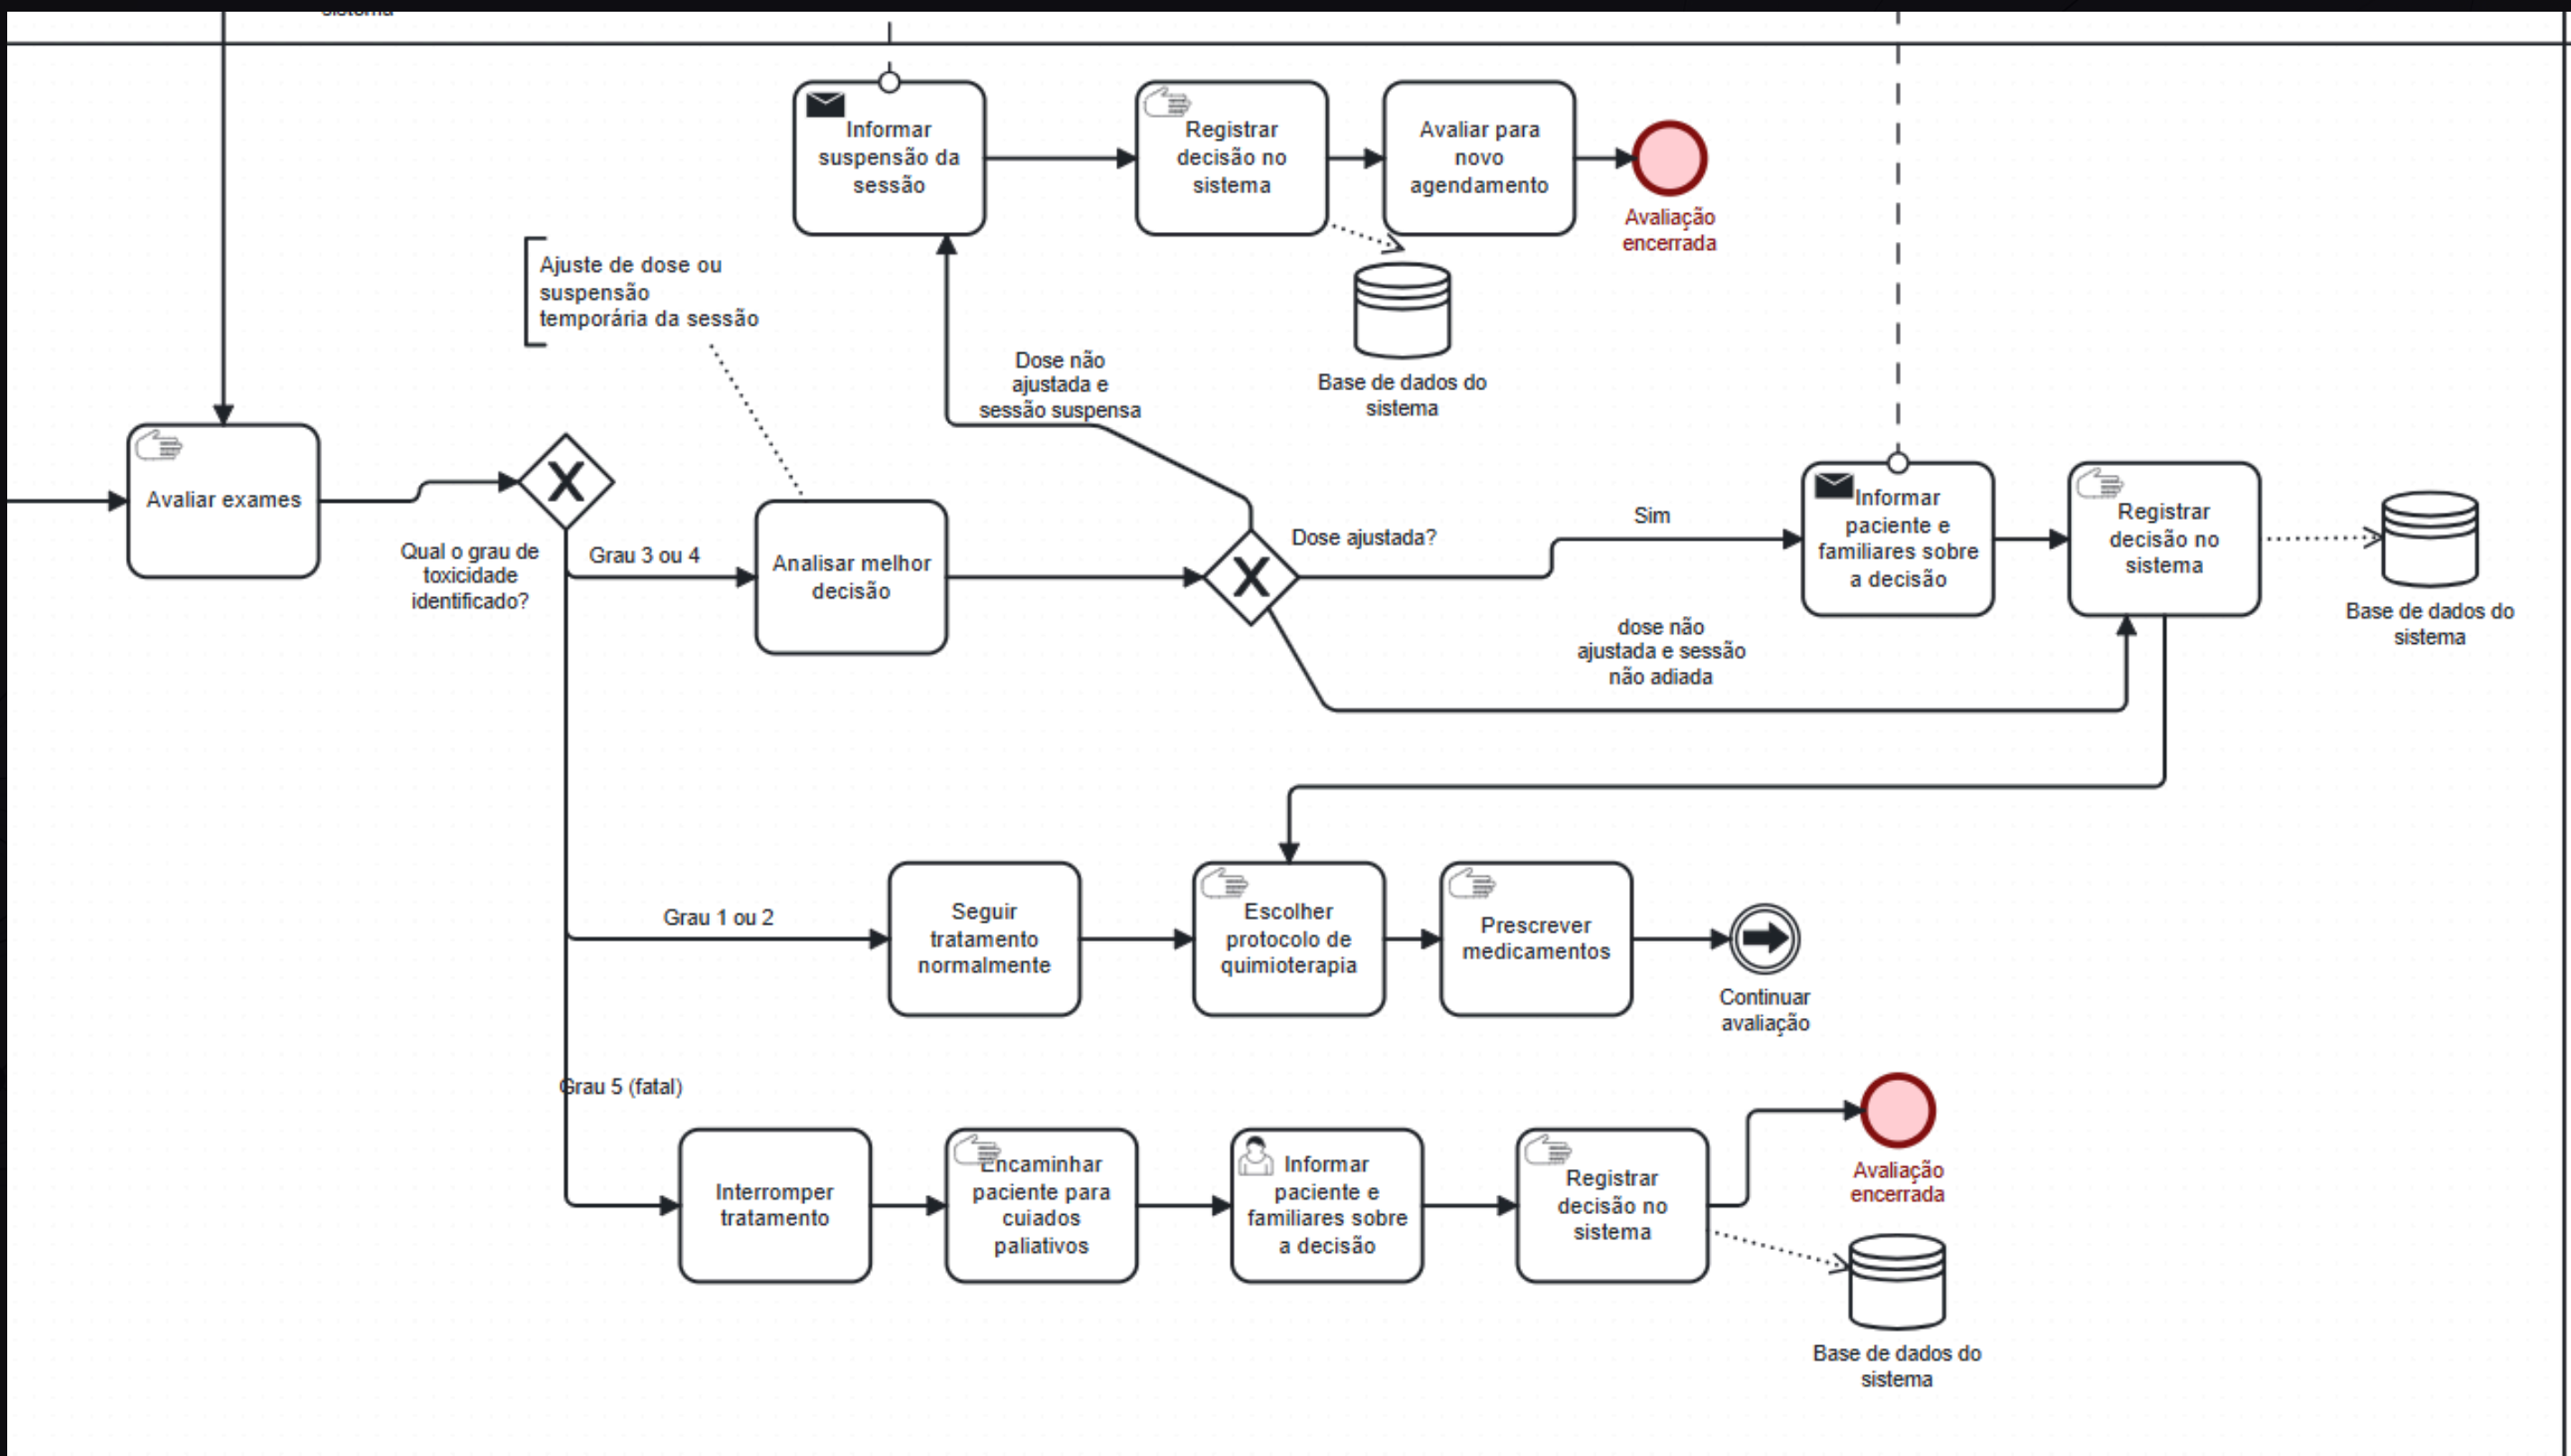 sistema
Informar
suspensão da
sessão
Registrar
decisão no
sistema
Avaliar para
novo
agendamento
Avaliação
encerrada
Ajuste de dose ou
suspensão
temporária da sessão
Base de dados do
sistema
Dose não
ajustada e
sessão suspensa
Avaliar exames
Qual o grau de
toxicidade
identificado?
Grau 3 ou 4
Analisar melhor
decisão
Dose ajustada?
Sim
Informar
paciente e
familiares sobre
a decisão
Registrar
decisão no
sistema
Base de dados do
sistema
dose não
ajustada e sessão
não adiada
Grau 1 ou 2
Seguir
tratamento
normalmente
Escolher
protocolo de
quimioterapia
Prescrever
medicamentos
Continuar
avaliação
Grau 5 (fatal)
Interromper
tratamento
Encaminhar
paciente para
cuiados
paliativos
Informar
paciente e
familiares sobre
a decisão
Registrar
decisão no
sistema
Avaliação
encerrada
Base de dados do
sistema